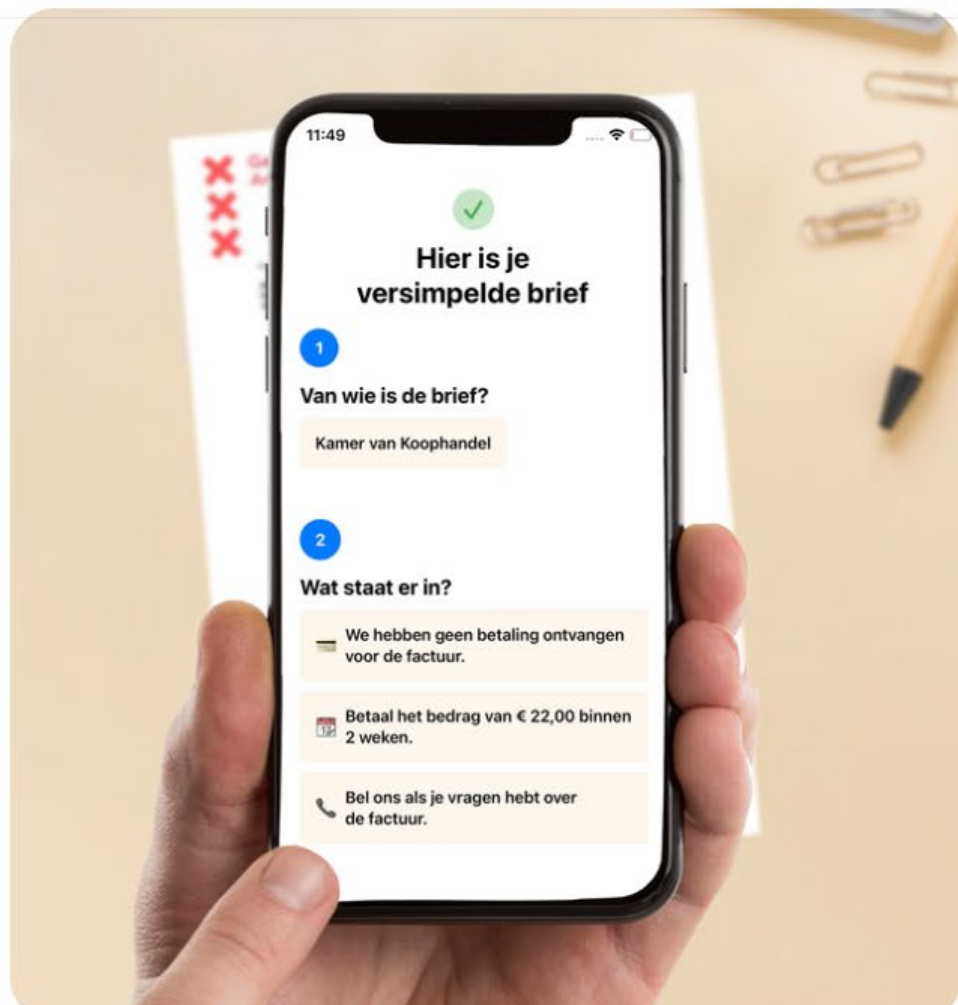 11:49
Hier is je
versimpelde brief
1
Van wie is de brief?
Kamer van Koophandel
2
Wat staat er in?
We hebben geen betaling ontvangen
voor de factuur.
Betaal het bedrag van € 22,00 binnen
2 weken.
Bel ons als je vragen hebt over
de factuur.